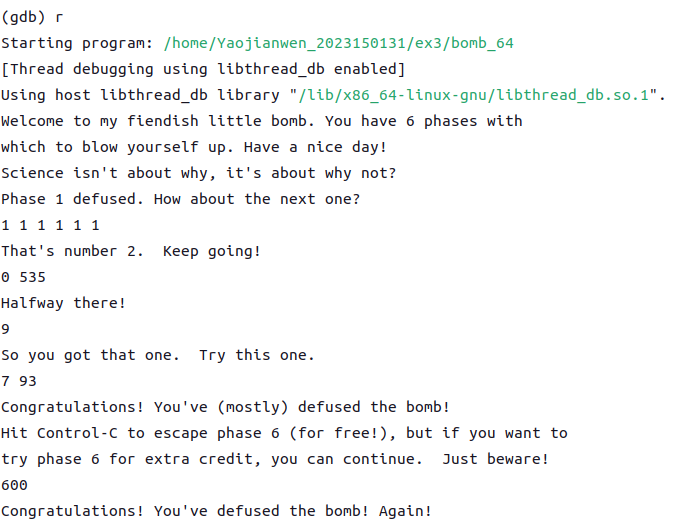 (gdb) r
Starting program: /home/Yaojianwen_2023150131/ex3/bomb_64
[Thread debugging using libthread_db enabled]
Using host libthread_db library "/lib/x86_64-linux-gnu/libthread_db.so.1".
Welcome to my fiendish little bomb. You have 6 phases with
which to blow yourself up. Have a nice day!
Science isn't about why, it's about why not?
Phase 1 defused. How about the next one?
1 1 1 1 1 1
That's number 2.  Keep going!
0 535
Halfway there!
9
So you got that one.  Try this one.
7 93
Congratulations! You've (mostly) defused the bomb!
Hit Control-C to escape phase 6 (for free!), but if you want to
try phase 6 for extra credit, you can continue.  Just beware!
600
Congratulations! You've defused the bomb! Again!